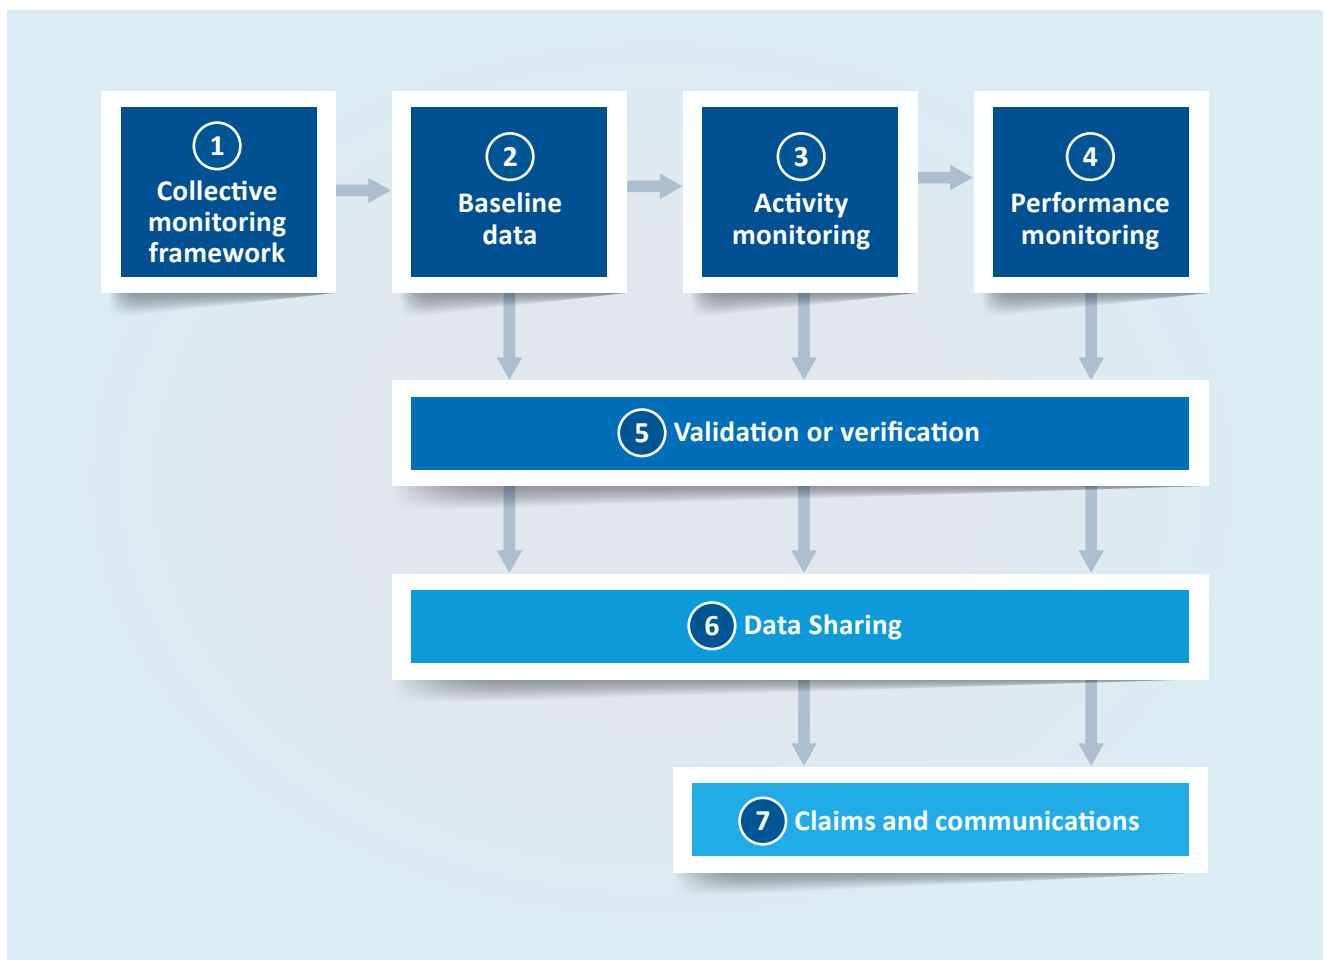 1
Collective
monitoring
framework
2
Baseline
data
3
Activity
monitoring
4
Performance
monitoring
5 Validation or verification
6 Data Sharing
7 Claims and communications